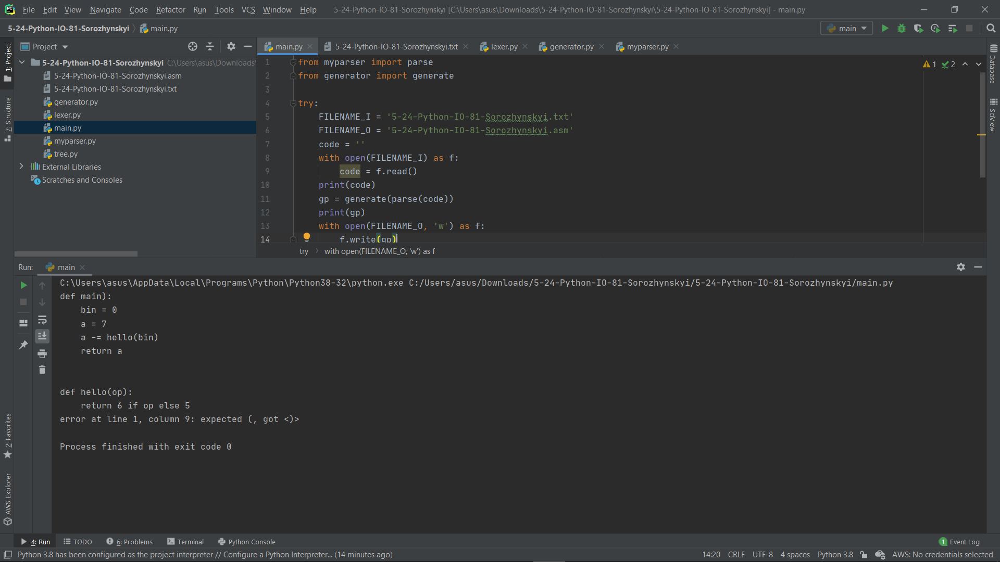 File Edit View Navigate Code Refactor Run Tools VCS Window Help 5-24-Python-IO-81-Sorozhynskyi [C:\Users\asus\Downloads\5-24-Python-IO-81-Sorozhynskyi\5-24-Python-IO-81-Sorozhynskyi] - main.py
5-24-Python-IO-81-Sorozhynskyi main.py main
Project main.py 5-24-Python-IO-81-Sorozhynskyi.txt lexer.py generator.py myparser.py
1: Project
7: Structure
2: Favorites
AWS Explorer
5-24-Python-IO-81-Sorozhynskyi C:\Users\asus\Downloads\
5-24-Python-IO-81-Sorozhynskyi.asm
5-24-Python-IO-81-Sorozhynskyi.txt
generator.py
lexer.py
main.py
myparser.py
tree.py
External Libraries
Scratches and Consoles
1 from myparser import parse
2 from generator import generate
3
4 try:
5 FILENAME_I = '5-24-Python-IO-81-Sorozhynskyi.txt'
6 FILENAME_O = '5-24-Python-IO-81-Sorozhynskyi.asm'
7 code = ''
8 with open(FILENAME_I) as f:
9 code = f.read()
10 print(code)
11 gp = generate(parse(code))
12 print(gp)
13 with open(FILENAME_O, 'w') as f:
14 f.write(gp)
1 2
try with open(FILENAME_O, 'w') as f
Database
SciView
Run: main
C:\Users\asus\AppData\Local\Programs\Python\Python38-32\python.exe C:/Users/asus/Downloads/5-24-Python-IO-81-Sorozhynskyi/5-24-Python-IO-81-Sorozhynskyi/main.py
def main):
bin = 0
a = 7
a -= hello(bin)
return a
def hello(op):
return 6 if op else 5
error at line 1, column 9: expected (, got <)>
Process finished with exit code 0
4: Run TODO 6: Problems Terminal Python Console 1 Event Log
Python 3.8 has been configured as the project interpreter // Configure a Python Interpreter... (14 minutes ago) 14:20 CRLF UTF-8 4 spaces Python 3.8 AWS: No credentials selected